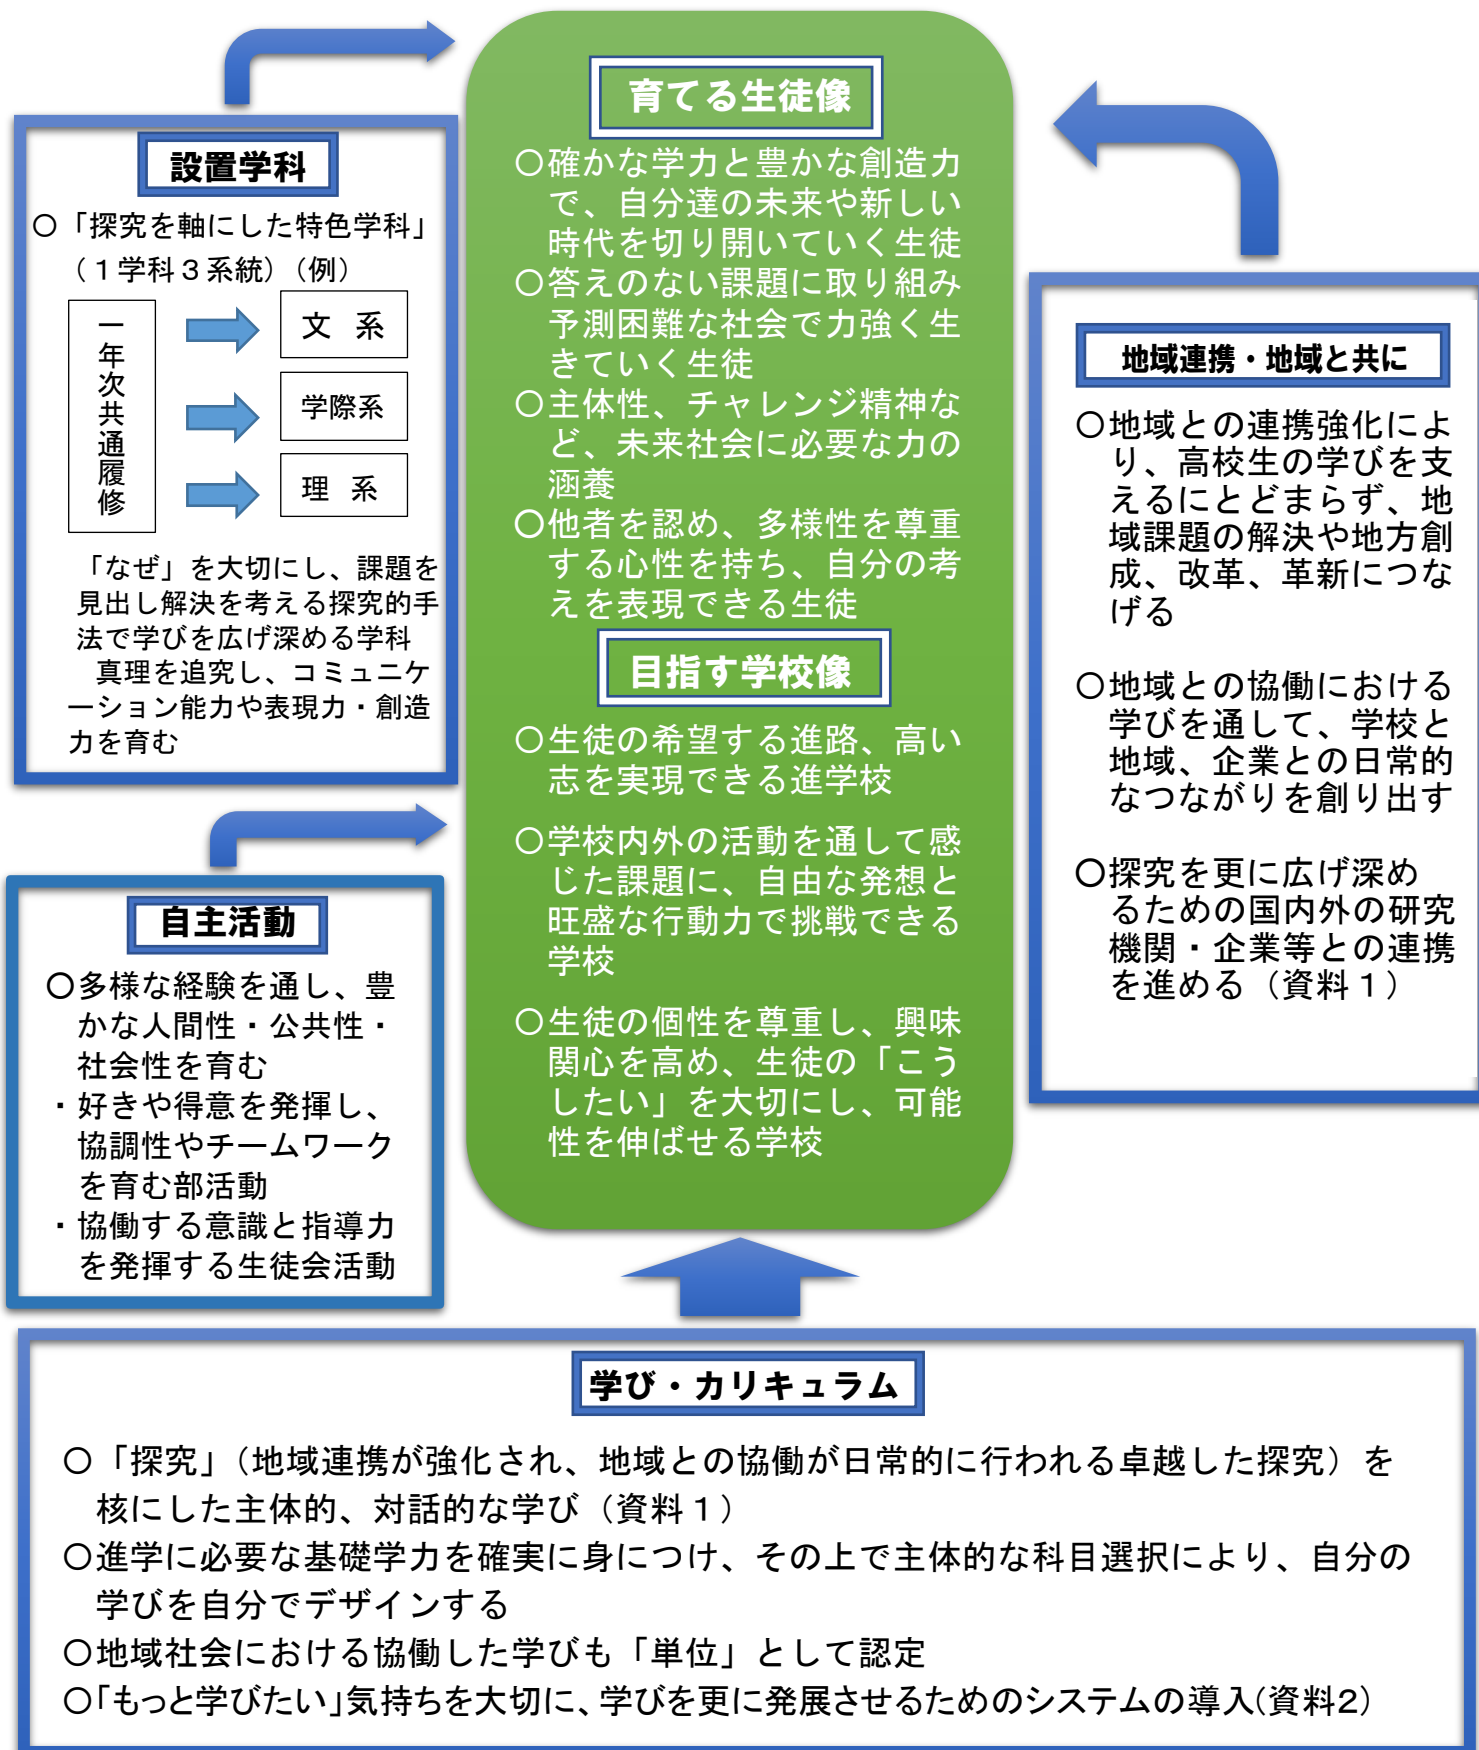 設置学科
〇「探究を軸にした特色学科」
（１学科３系統）（例）
一年次共通履修
文 系
学際系
理 系
「なぜ」を大切にし、課題を
見出し解決を考える探究的手
法で学びを広げ深める学科
真理を追究し、コミュニケ
ーション能力や表現力・創造
力を育む
自主活動
〇多様な経験を通し、豊
かな人間性・公共性・
社会性を育む
・好きや得意を発揮し、
協調性やチームワーク
を育む部活動
・協働する意識と指導力
を発揮する生徒会活動
育てる生徒像
〇確かな学力と豊かな創造力
で、自分達の未来や新しい
時代を切り開いていく生徒
〇答えのない課題に取り組み
予測困難な社会で力強く生
きていく生徒
〇主体性、チャレンジ精神な
ど、未来社会に必要な力の
涵養
〇他者を認め、多様性を尊重
する心性を持ち、自分の考
えを表現できる生徒
目指す学校像
〇生徒の希望する進路、高い
志を実現できる進学校
〇学校内外の活動を通して感
じた課題に、自由な発想と
旺盛な行動力で挑戦できる
学校
〇生徒の個性を尊重し、興味
関心を高め、生徒の「こう
したい」を大切にし、可能
性を伸ばせる学校
地域連携・地域と共に
〇地域との連携強化によ
り、高校生の学びを支
えるにとどまらず、地
域課題の解決や地方創
成、改革、革新につな
げる
〇地域との協働における
学びを通して、学校と
地域、企業との日常的
なつながりを創り出す
〇探究を更に広げ深め
るための国内外の研究
機関・企業等との連携
を進める（資料１）
学び・カリキュラム
〇「探究」（地域連携が強化され、地域との協働が日常的に行われる卓越した探究）を
核にした主体的、対話的な学び（資料１）
〇進学に必要な基礎学力を確実に身につけ、その上で主体的な科目選択により、自分の
学びを自分でデザインする
〇地域社会における協働した学びも「単位」として認定
〇「もっと学びたい」気持ちを大切に、学びを更に発展させるためのシステムの導入(資料2)